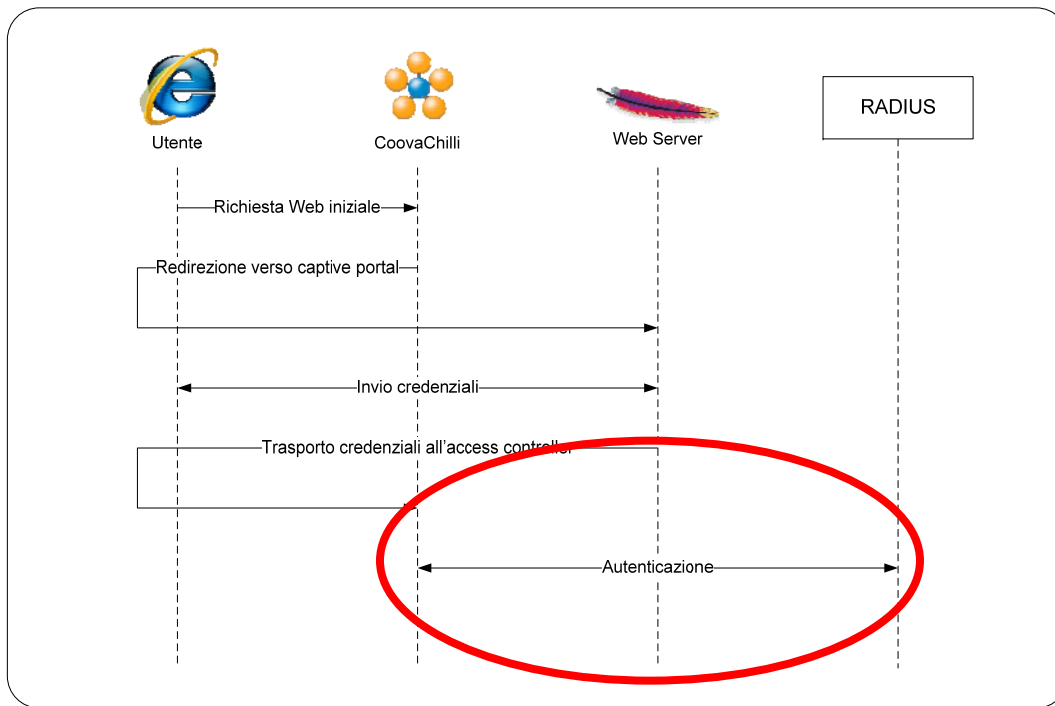 Utente
CoovaChilli
Web Server
RADIUS
Richiesta Web iniziale
Redirezione verso captive portal
Invio credenziali
Trasporto credenziali all'access controller
Autenticazione